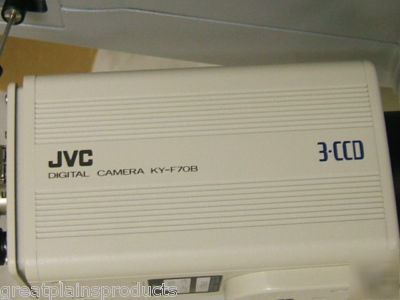 JVC
DIGITAL CAMERA KY-F70B
3-CCD
greatplainsproducts